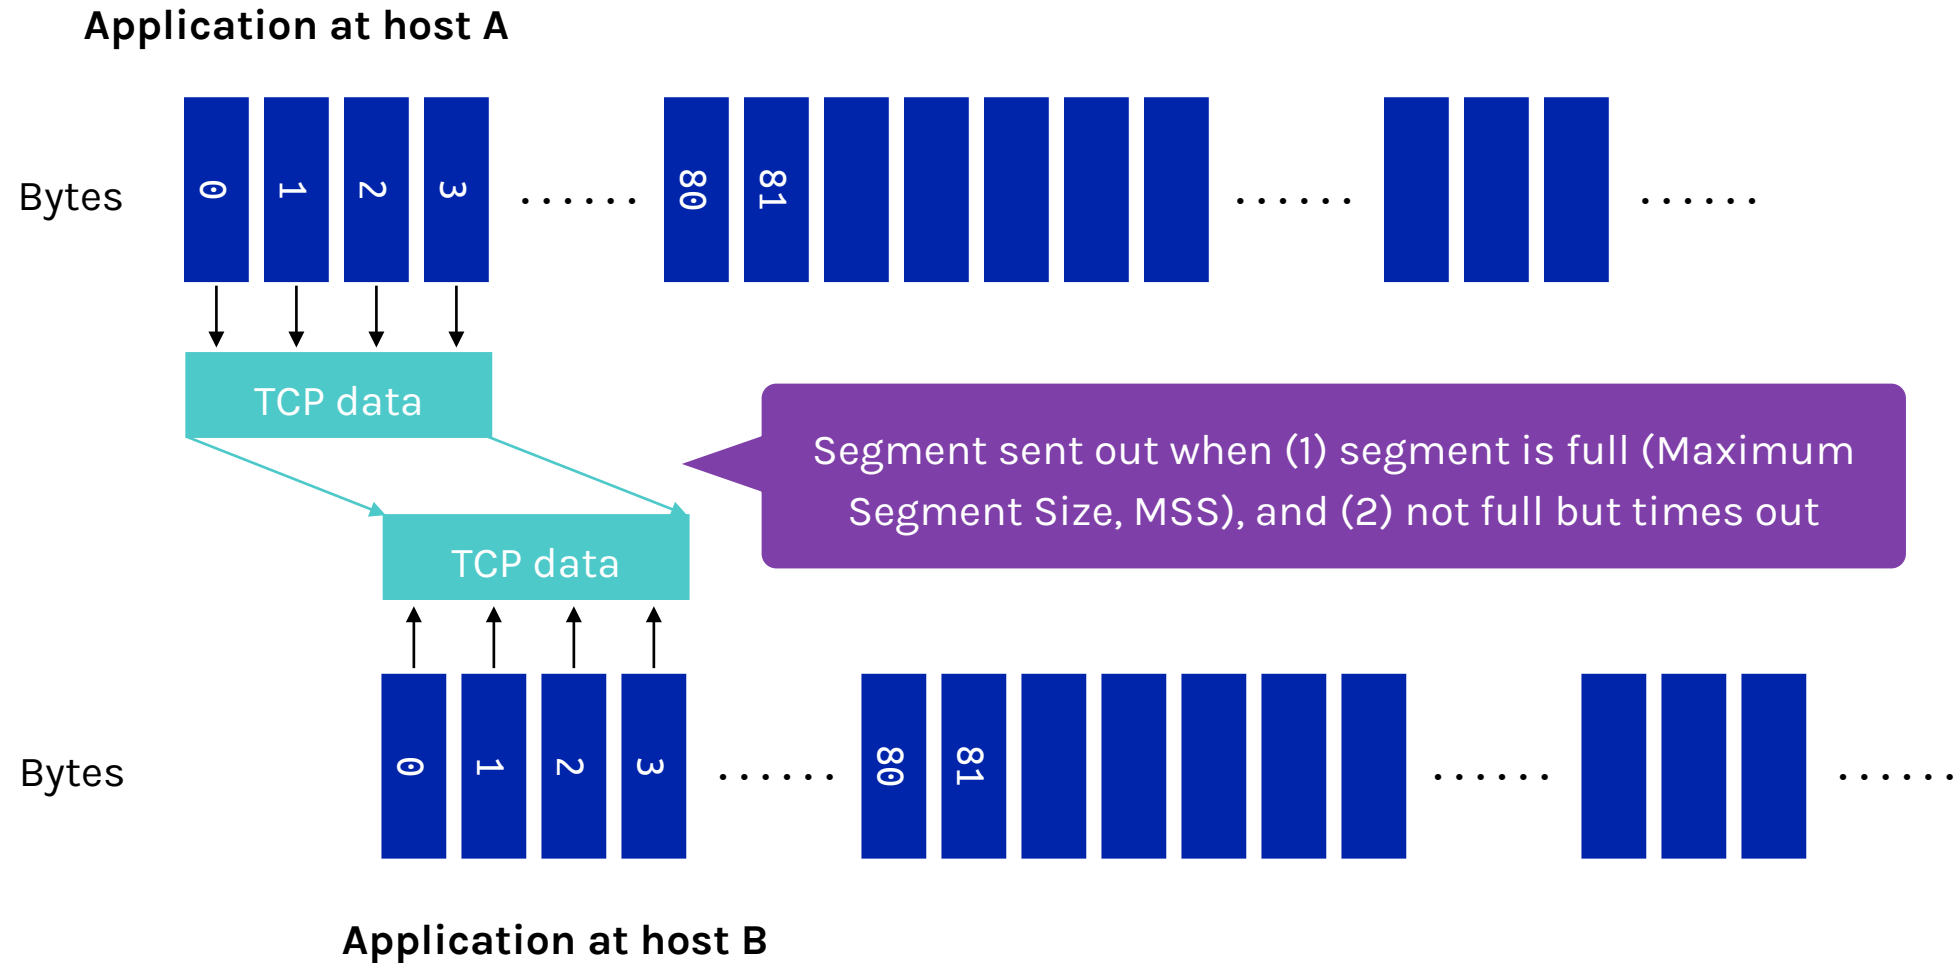 Application at host A
Bytes
0 1 2 3 ...... 80 81 ...... ......
TCP data
Segment sent out when (1) segment is full (Maximum
Segment Size, MSS), and (2) not full but times out
TCP data
Bytes
0 1 2 3 ...... 80 81 ...... ......
Application at host B